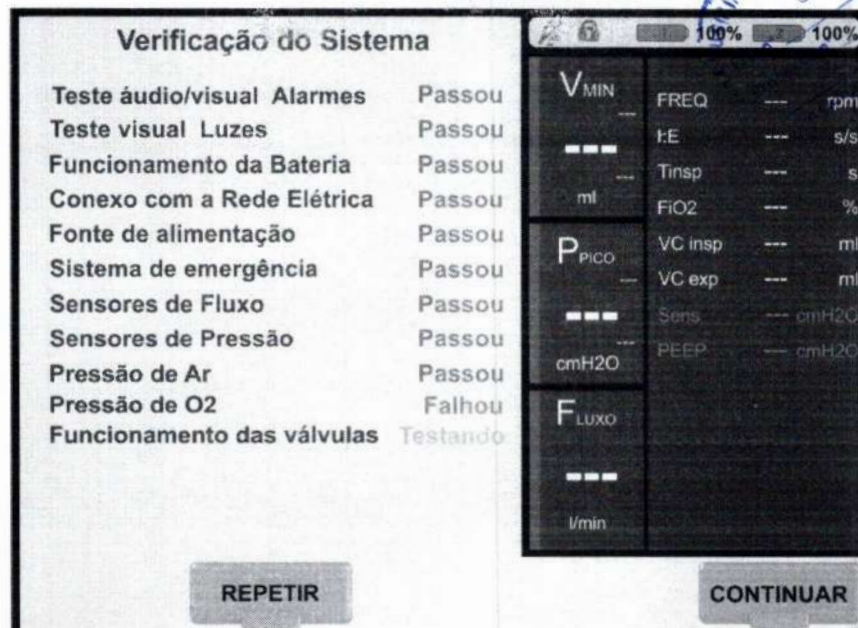 Verificação do Sistema
Teste áudio/visual Alarmes Passou
Teste visual Luzes Passou
Funcionamento da Bateria Passou
Conexo com a Rede Elétrica Passou
Fonte de alimentação Passou
Sistema de emergência Passou
Sensores de Fluxo Passou
Sensores de Pressão Passou
Pressão de Ar Passou
Pressão de O2 Falhou
Funcionamento das válvulas Testando
REPETIR
1 100% 2 100%
VMIN
---
---
---
ml
PPICO
---
---
---
cmH2O
FLUXO
---
l/min
FREQ --- rpm
I:E --- s/s
Tinsp --- s
FiO2 --- %
VC insp --- ml
VC exp --- ml
Sens --- cmH2O
PEEP --- cmH2O
CONTINUAR